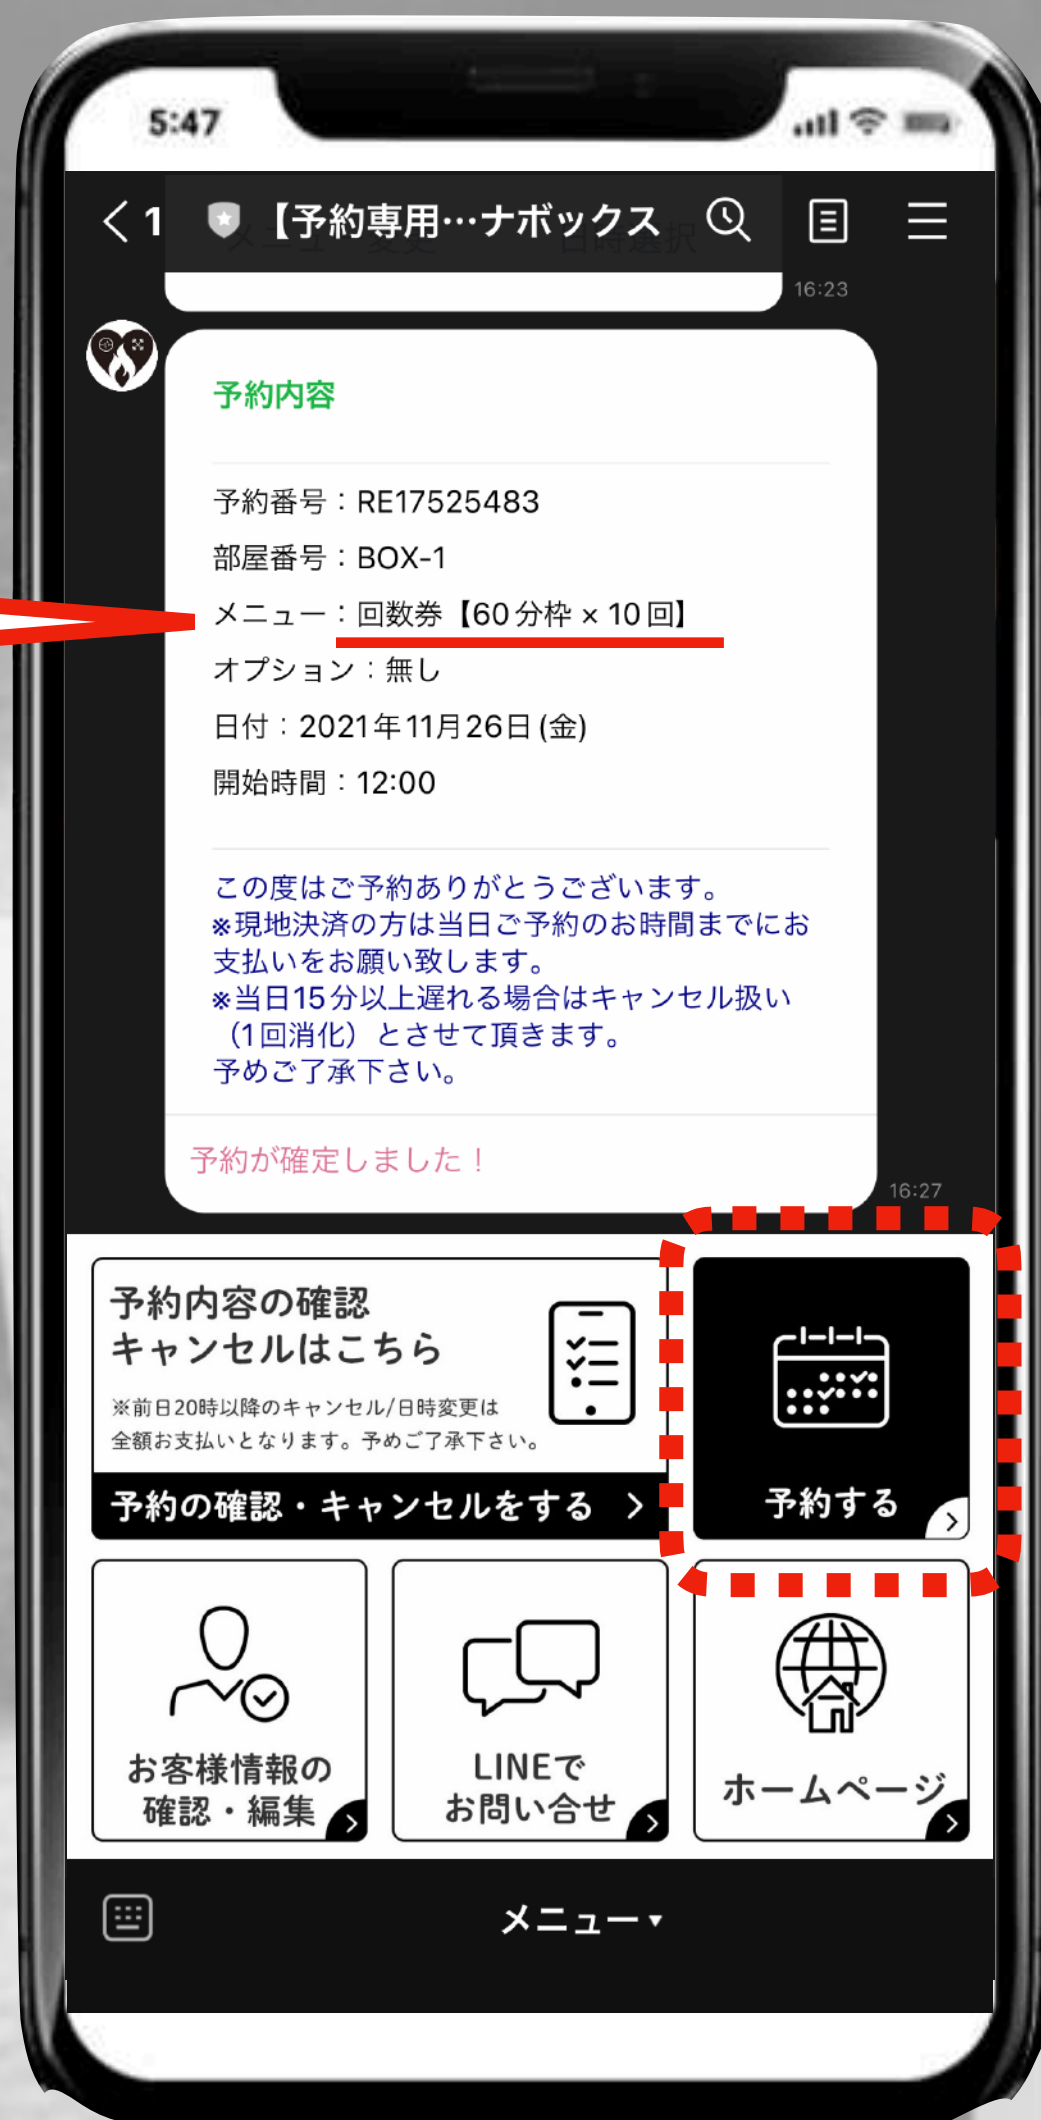 5:47
1 【予約専用…ナボックス
メニュー変更 日時選択
16:23
予約内容
予約番号：RE17525483
部屋番号：BOX-1
メニュー：回数券【60分枠 × 10回】
オプション：無し
日付：2021年11月26日(金)
開始時間：12:00
この度はご予約ありがとうございます。
※現地決済の方は当日ご予約のお時間までにお
支払いをお願い致します。
※当日15分以上遅れる場合はキャンセル扱い
（1回消化）とさせて頂きます。
予めご了承下さい。
予約が確定しました！
16:27
予約内容の確認
キャンセルはこちら
※前日20時以降のキャンセル/日時変更は
全額お支払いとなります。予めご了承下さい。
予約の確認・キャンセルをする
予約する
お客様情報の
確認・編集
LINEで
お問い合せ
ホームページ
メニュー▾